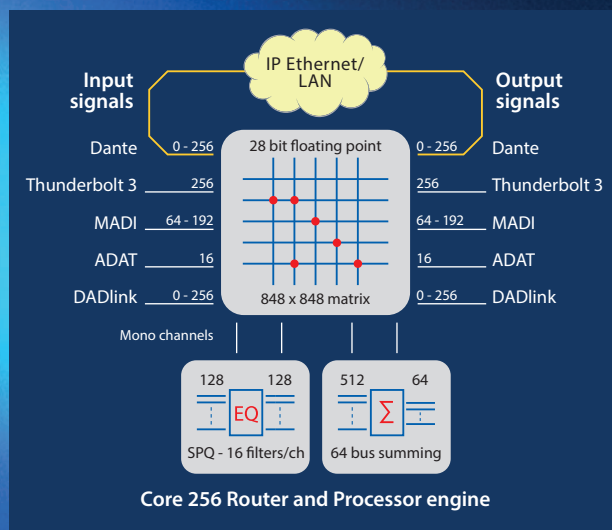 IP Ethernet/
LAN
Input
signals
Output
signals
Dante 0 - 256
28 bit floating point
0 - 256 Dante
Thunderbolt 3 256
256 Thunderbolt 3
MADI 64 - 192
64 - 192 MADI
ADAT 16
16 ADAT
DADlink 0 - 256
848 x 848 matrix
0 - 256 DADlink
Mono channels
128 128
EQ
SPQ - 16 filters/ch
512 64
Σ
64 bus summing
Core 256 Router and Processor engine